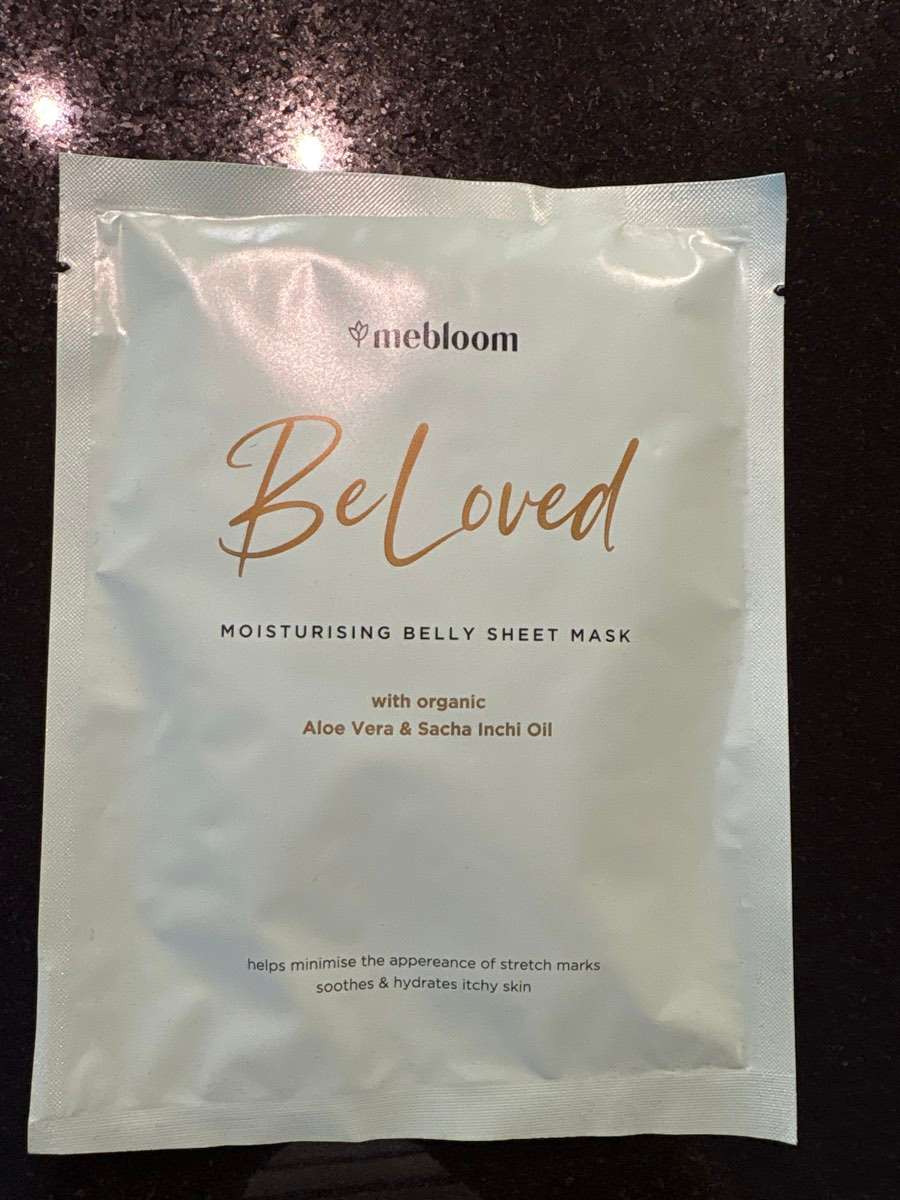 mebloom
BeLoved
MOISTURISING BELLY SHEET MASK
with organic
Aloe Vera & Sacha Inchi Oil
helps minimise the appereance of stretch marks
soothes & hydrates itchy skin